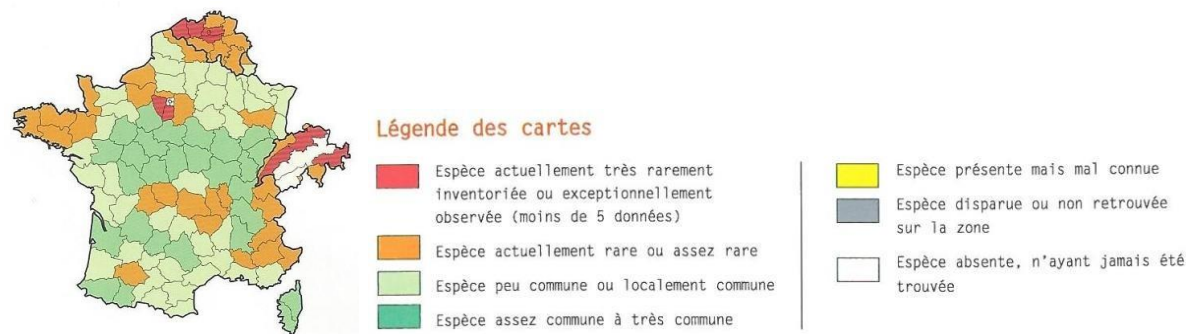 Légende des cartes
Espèce actuellement très rarement
inventoriée ou exceptionnellement
observée (moins de 5 données)
Espèce actuellement rare ou assez rare
Espèce peu commune ou localement commune
Espèce assez commune à très commune
Espèce présente mais mal connue
Espèce disparue ou non retrouvée
sur la zone
Espèce absente, n'ayant jamais été
trouvée